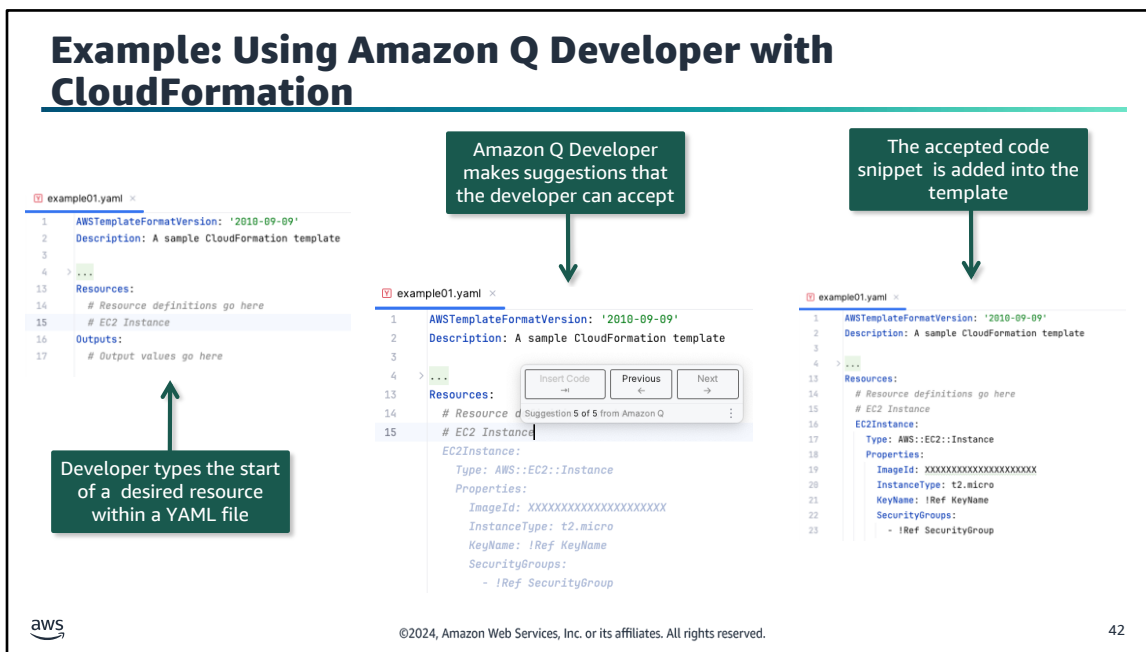 Example: Using Amazon Q Developer with
CloudFormation
example01.yaml ×
1 AWSTemplateFormatVersion: '2010-09-09'
2 Description: A sample CloudFormation template
3
4 > ...
13 Resources:
14 # Resource definitions go here
15 # EC2 Instance
16 Outputs:
17 # Output values go here
Developer types the start
of a desired resource
within a YAML file
Amazon Q Developer
makes suggestions that
the developer can accept
example01.yaml ×
1 AWSTemplateFormatVersion: '2010-09-09'
2 Description: A sample CloudFormation template
3
4 > ...
Insert Code Previous Next
⇥ ← →
Suggestion 5 of 5 from Amazon Q
13 Resources:
14 # Resource d
15 # EC2 Instance
EC2Instance:
Type: AWS::EC2::Instance
Properties:
ImageId: XXXXXXXXXXXXXXXXXXXXX
InstanceType: t2.micro
KeyName: !Ref KeyName
SecurityGroups:
- !Ref SecurityGroup
The accepted code
snippet is added into the
template
example01.yaml ×
1 AWSTemplateFormatVersion: '2010-09-09'
2 Description: A sample CloudFormation template
3
4 > ...
13 Resources:
14 # Resource definitions go here
15 # EC2 Instance
16 EC2Instance:
17 Type: AWS::EC2::Instance
18 Properties:
19 ImageId: XXXXXXXXXXXXXXXXXXXXX
20 InstanceType: t2.micro
21 KeyName: !Ref KeyName
22 SecurityGroups:
23 - !Ref SecurityGroup
aws
©2024, Amazon Web Services, Inc. or its affiliates. All rights reserved.
42